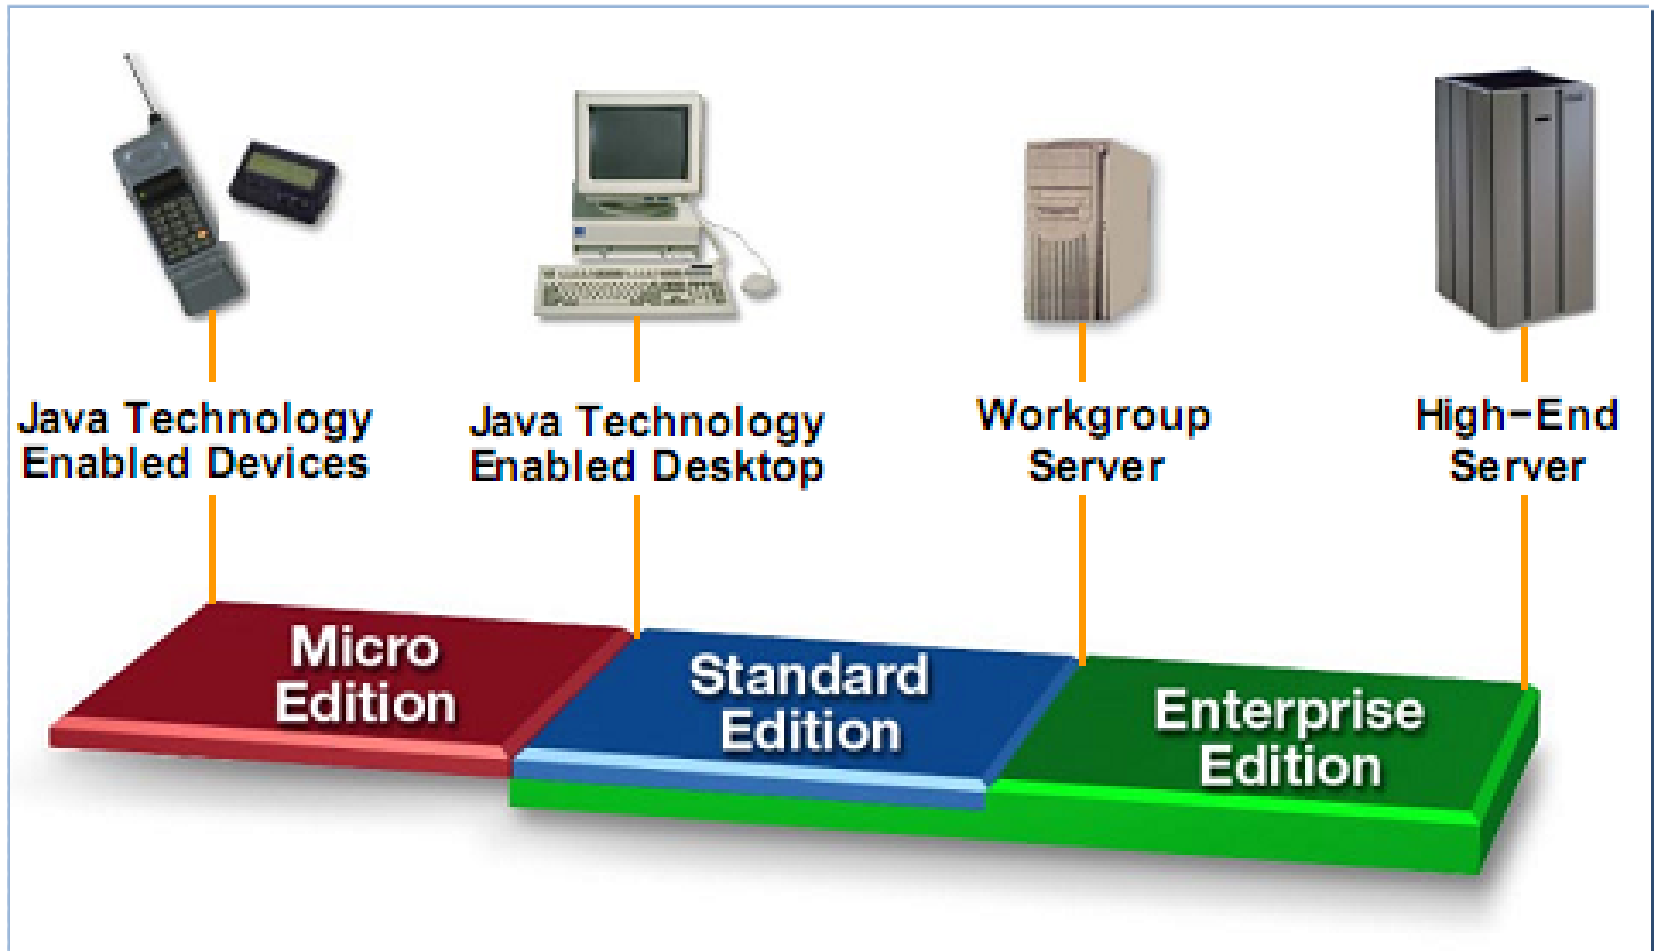 Java Technology
Enabled Devices
Java Technology
Enabled Desktop
Workgroup
Server
High-End
Server
Micro
Edition
Standard
Edition
Enterprise
Edition